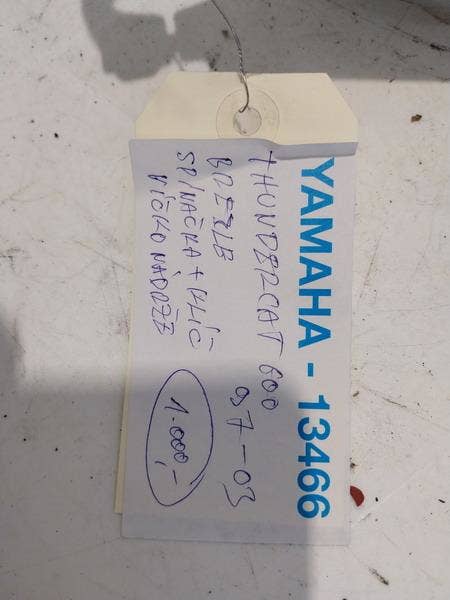 YAMAHA - 13466
THUNDERCAT 600
97-03
SPÍNAČKA + KLÍČ
VÍČKO NÁDRŽE
1.000,-